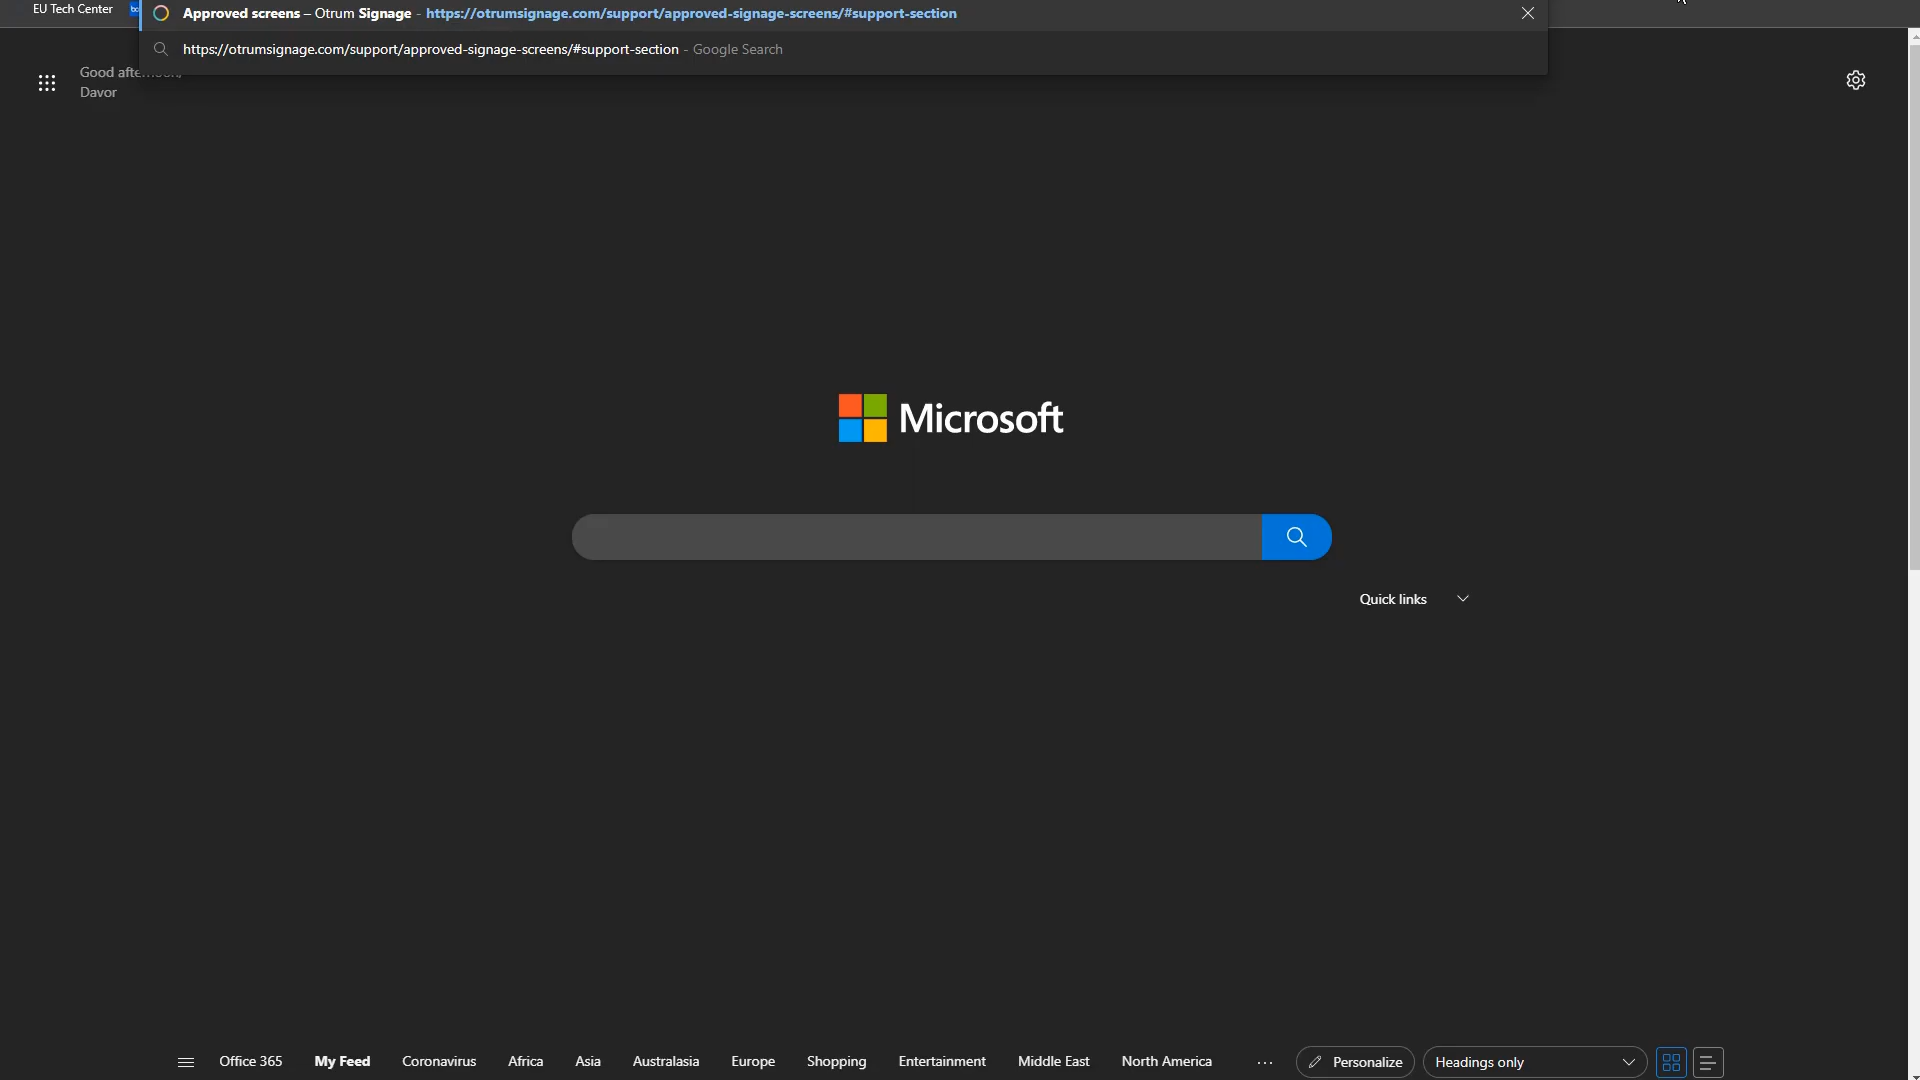 EU Tech Center
Approved screens – Otrum Signage - https://otrumsignage.com/support/approved-signage-screens/#support-section
https://otrumsignage.com/support/approved-signage-screens/#support-section - Google Search
Good
Davor
Microsoft
Quick links
Office 365 My Feed Coronavirus Africa Asia Australasia Europe Shopping Entertainment Middle East North America ... Personalize Headings only